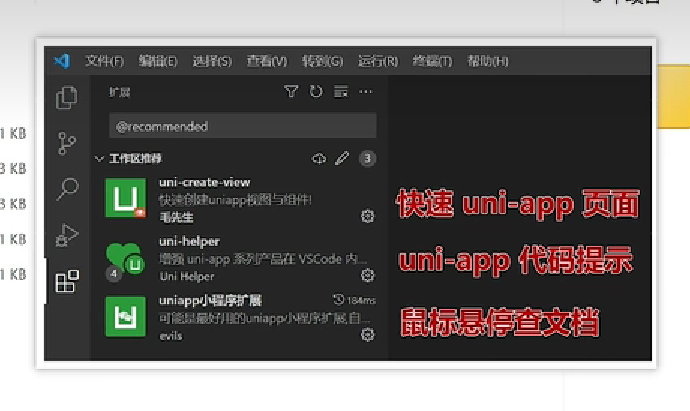 个项目
文件(F) 编辑(E) 选择(S) 查看(V) 转到(G) 运行(R) 终端(T) 帮助(H)
扩展
@recommended
工作区推荐 3
uni-create-view
快速创建uniapp视图与组件!
毛先生
快速 uni-app 页面
uni-helper
增强 uni-app 系列产品在 VSCode 内...
4 Uni Helper
uni-app 代码提示
uniapp小程序扩展 184ms
可能是最好用的uniapp小程序扩展,自...
evils
鼠标悬停查文档
1 KB
3 KB
3 KB
1 KB
1 KB